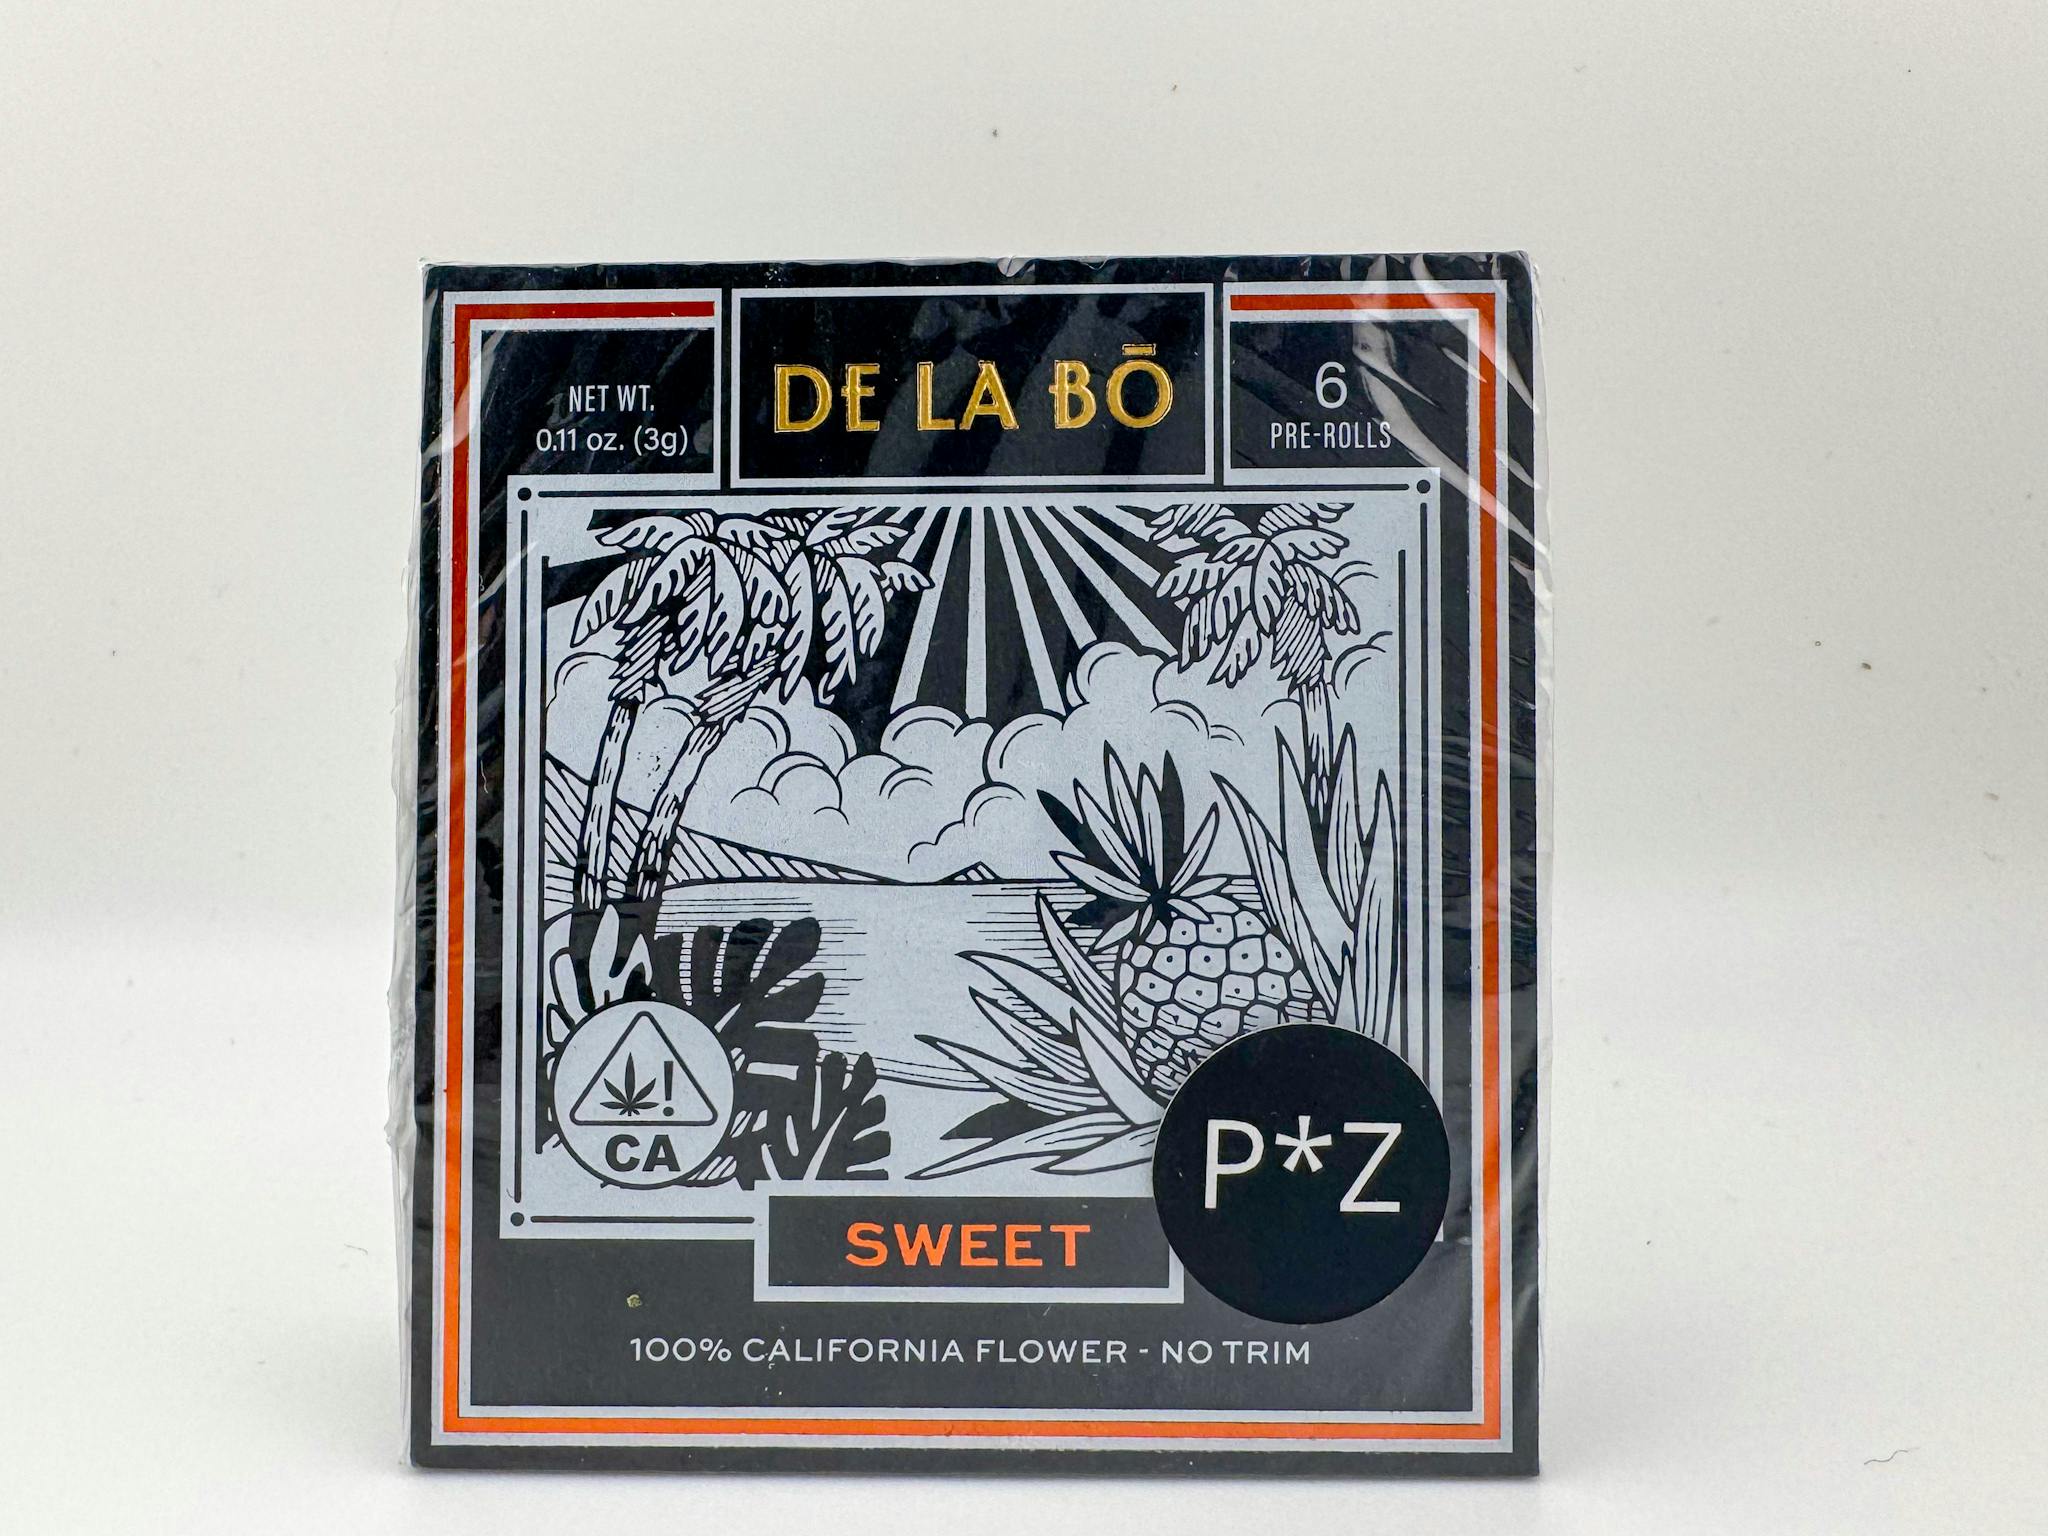 NET WT.
0.11 oz. (3g)
DE LA BŌ
6
PRE-ROLLS
!
CA
P*Z
SWEET
100% CALIFORNIA FLOWER - NO TRIM